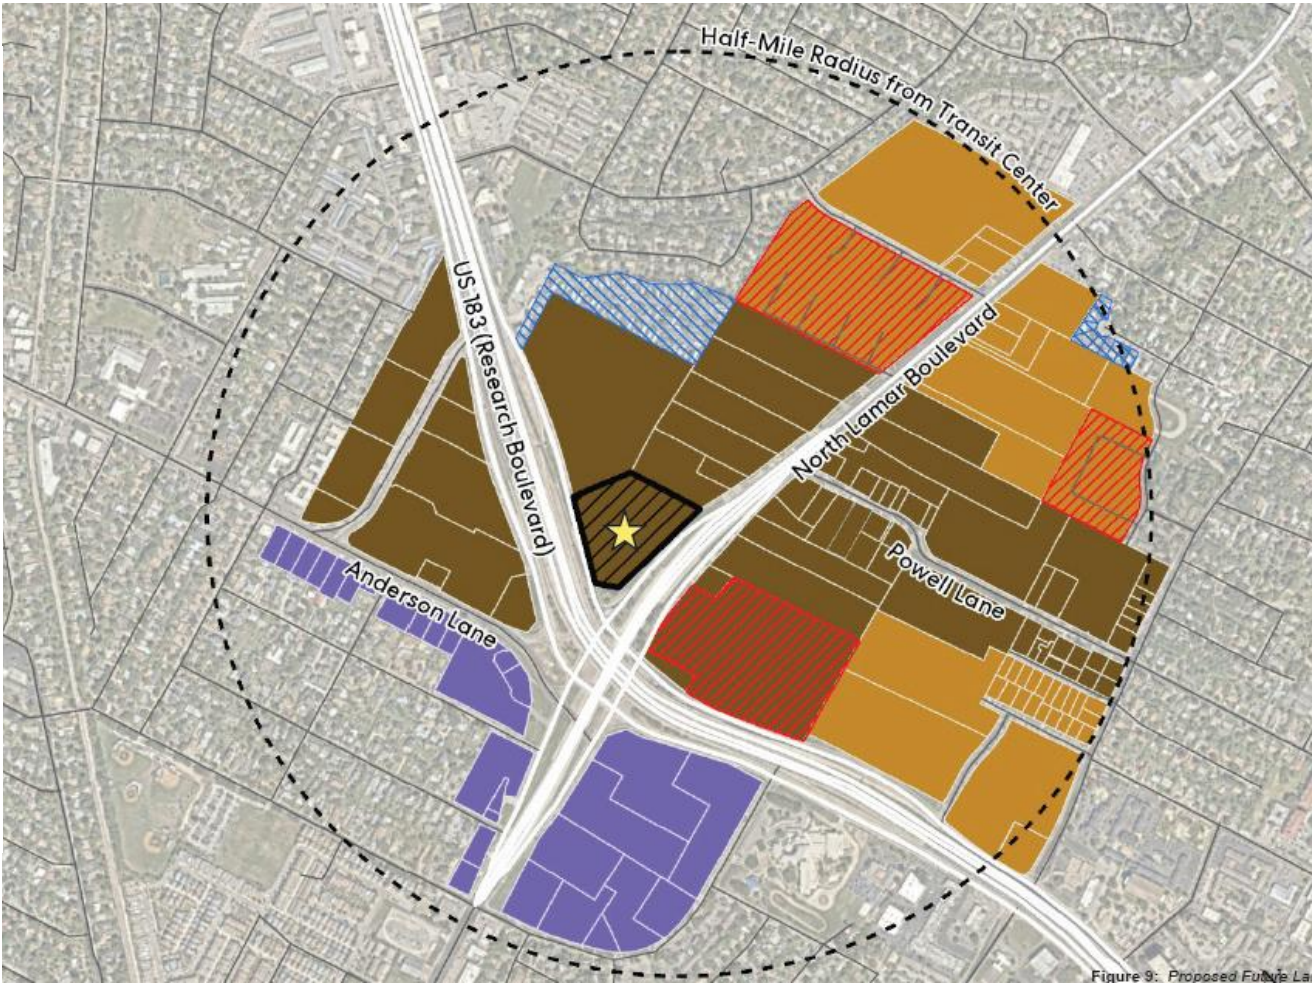 Half-Mile Radius from Transit Center
US 183 (Research Boulevard)
North Lamar Boulevard
Powell Lane
Anderson Lane
Figure 9: Proposed Future La